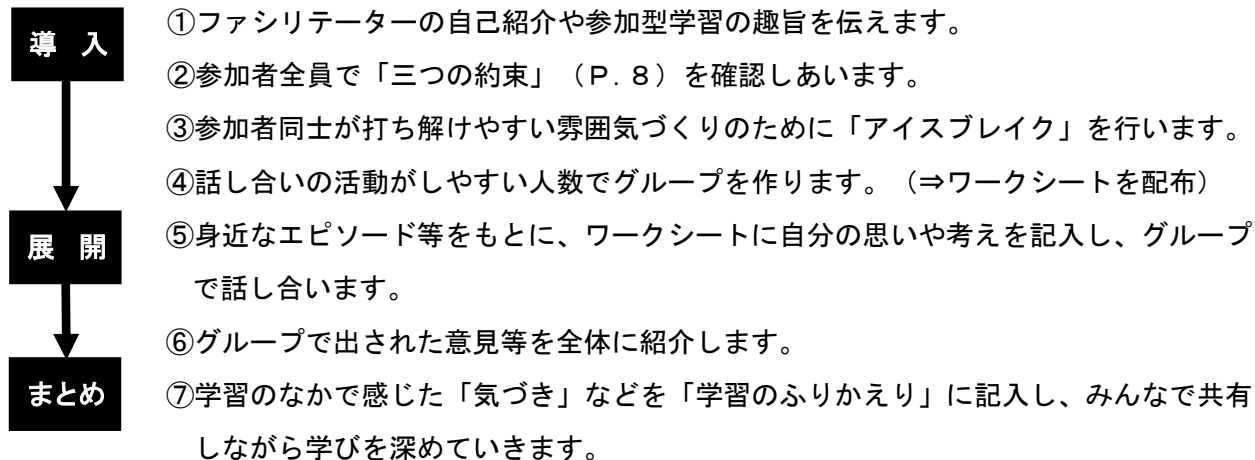 導 入
①ファシリテーターの自己紹介や参加型学習の趣旨を伝えます。
②参加者全員で「三つの約束」（Ｐ.８）を確認しあいます。
③参加者同士が打ち解けやすい雰囲気づくりのために「アイスブレイク」を行います。
④話し合いの活動がしやすい人数でグループを作ります。（⇒ワークシートを配布）
展 開
⑤身近なエピソード等をもとに、ワークシートに自分の思いや考えを記入し、グループ
で話し合います。
⑥グループで出された意見等を全体に紹介します。
まとめ
⑦学習のなかで感じた「気づき」などを「学習のふりかえり」に記入し、みんなで共有
しながら学びを深めていきます。